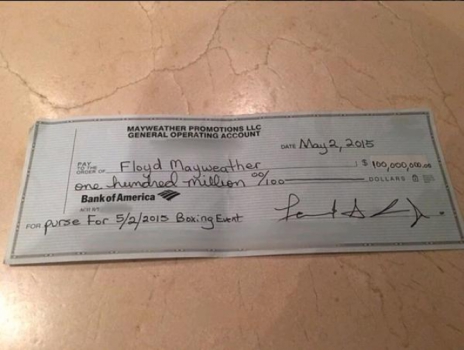 MAYWEATHER PROMOTIONS LLC
GENERAL OPERATING ACCOUNT
DATE May 2, 2015
PAY TO THE ORDER OF Floyd Mayweather $ 100,000,000.00
one hundred million 00/100 DOLLARS
Bank of America
ACH R/T
FOR purse For 5/2/2015 Boxing Event